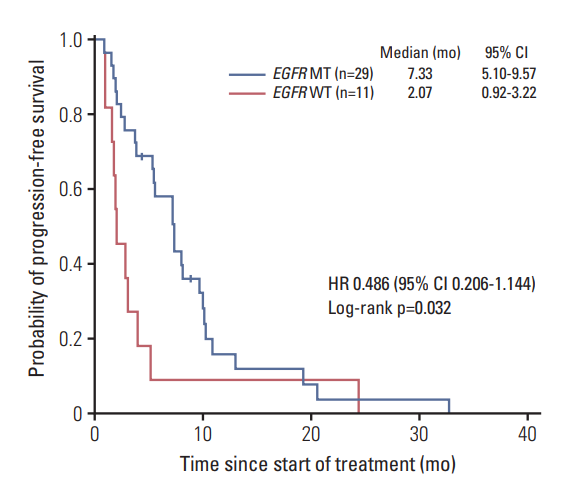 Probability of progression-free survival
1.0
0.8
0.6
0.4
0.2
0
Median (mo) 95% CI
EGFR MT (n=29) 7.33 5.10-9.57
EGFR WT (n=11) 2.07 0.92-3.22
HR 0.486 (95% CI 0.206-1.144)
Log-rank p=0.032
0 10 20 30 40
Time since start of treatment (mo)